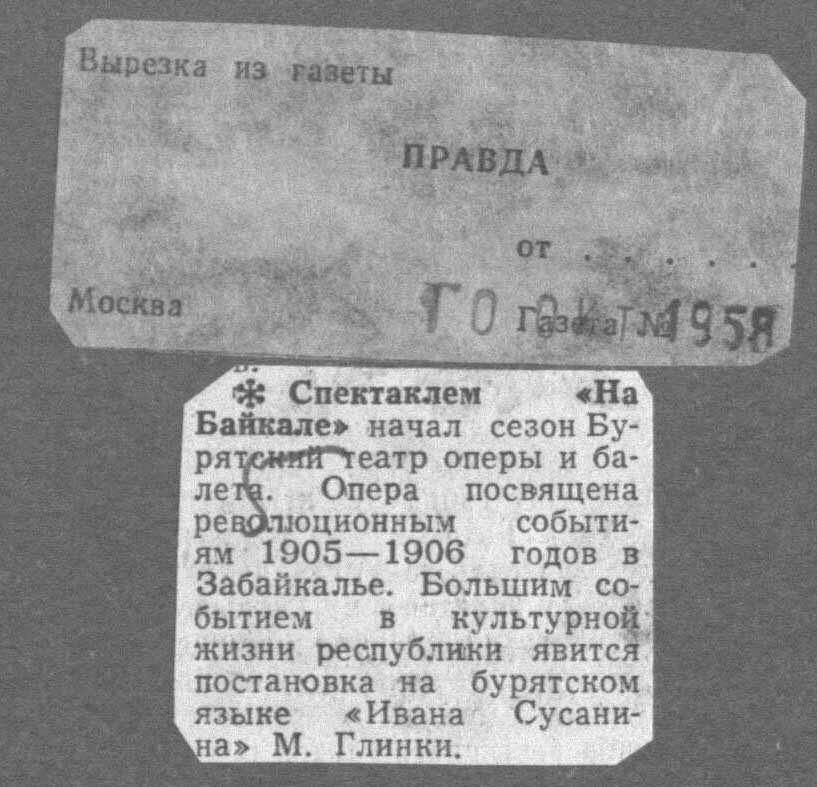 Вырезка из газеты
ПРАВДА
от . . . . . .
Москва
Газета №
1958
✻ Спектаклем «На
Байкале» начал сезон Бу-
рятский театр оперы и ба-
лета. Опера посвящена
революционным событи-
ям 1905—1906 годов в
Забайкалье. Большим со-
бытием в культурной
жизни республики явится
постановка на бурятском
языке «Ивана Сусани-
на» М. Глинки.